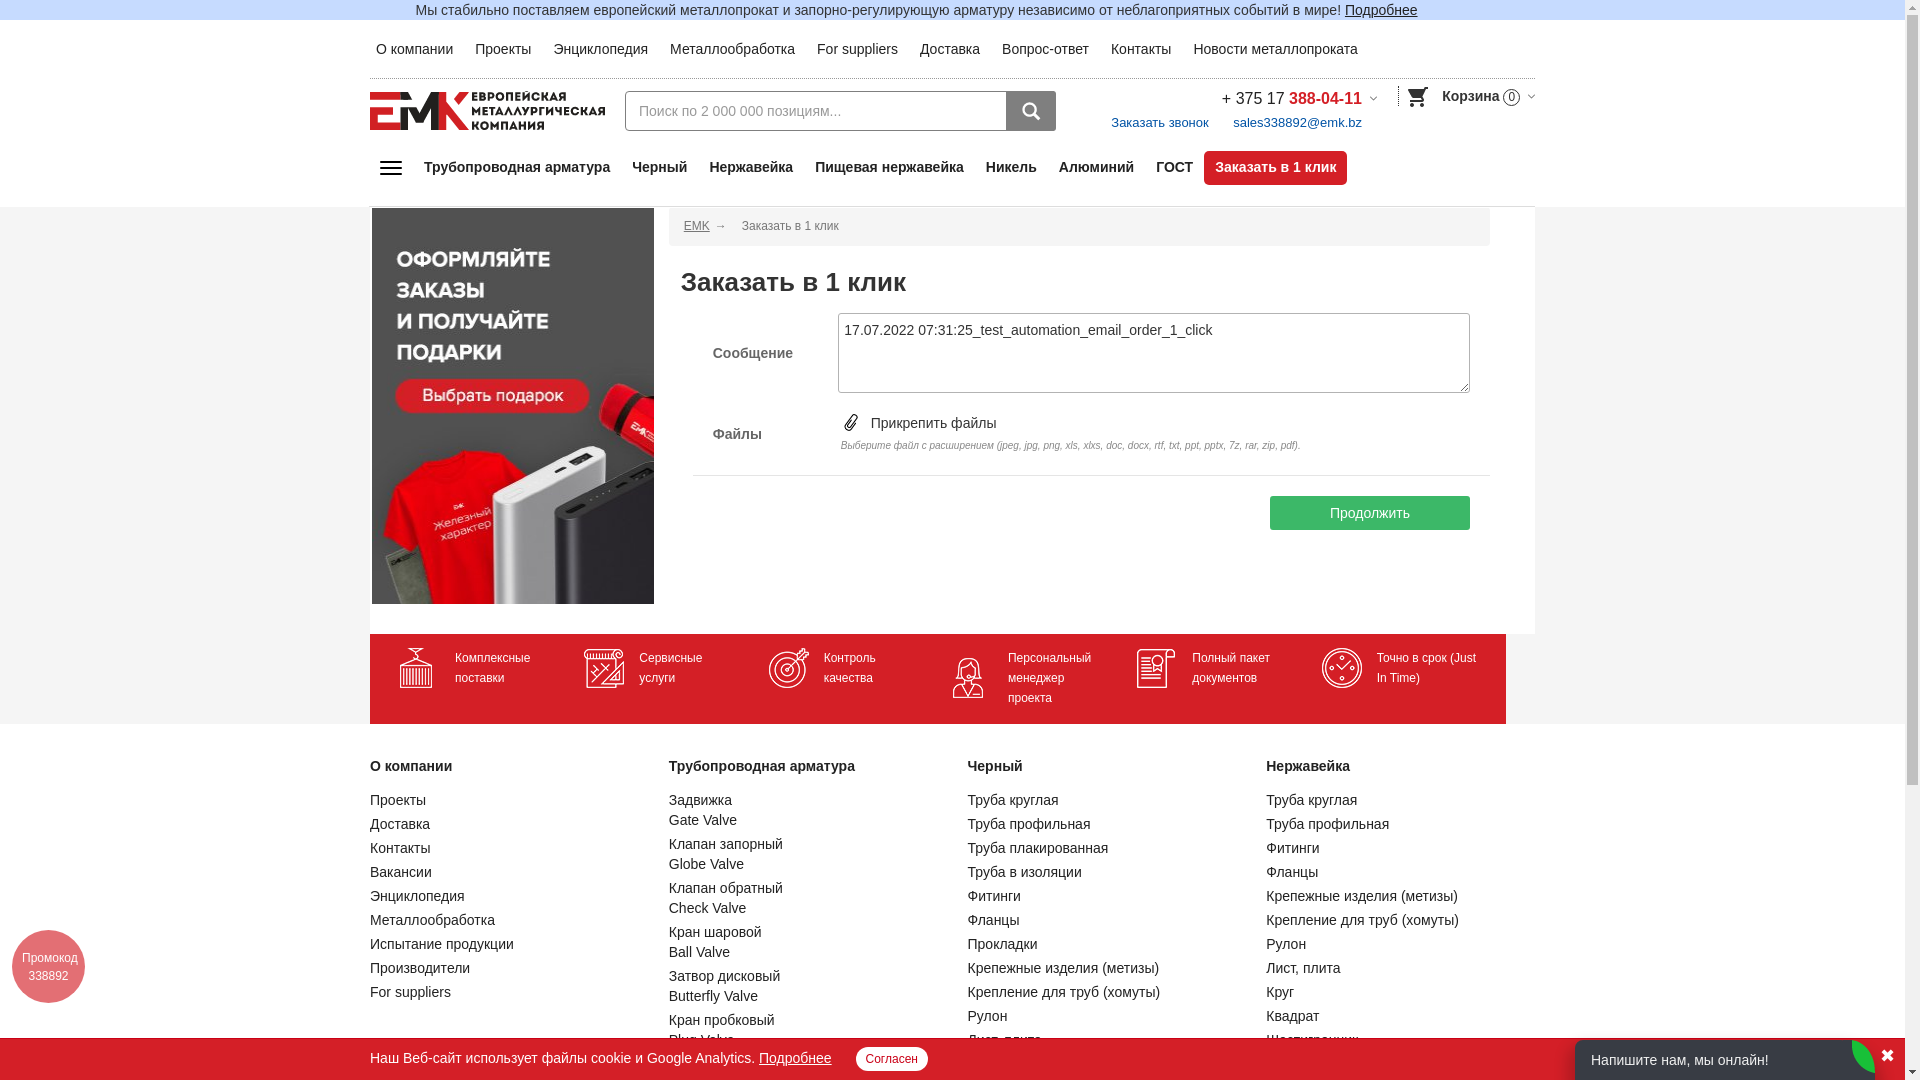 Мы стабильно поставляем европейский металлопрокат и запорно-регулирующую арматуру независимо от неблагоприятных событий в мире! Подробнее
О компании Проекты Энциклопедия Металлообработка For suppliers Доставка Вопрос-ответ Контакты Новости металлопроката
ЕМК ЕВРОПЕЙСКАЯ
МЕТАЛЛУРГИЧЕСКАЯ
КОМПАНИЯ
Поиск по 2 000 000 позициям...
+ 375 17 388-04-11
Заказать звонок sales338892@emk.bz
Корзина 0
Трубопроводная арматура Черный Нержавейка Пищевая нержавейка Никель Алюминий ГОСТ Заказать в 1 клик
ОФОРМЛЯЙТЕ
ЗАКАЗЫ
И ПОЛУЧАЙТЕ
ПОДАРКИ
Выбрать подарок
ЕМК
ЕМК
Железный
характер
ЕМК → Заказать в 1 клик
Заказать в 1 клик
Сообщение
17.07.2022 07:31:25_test_automation_email_order_1_click
Файлы
Прикрепить файлы
Выберите файл с расширением (jpeg, jpg, png, xls, xlxs, doc, docx, rtf, txt, ppt, pptx, 7z, rar, zip, pdf).
Продолжить
Комплексные
поставки
Сервисные
услуги
Контроль
качества
Персональный
менеджер
проекта
Полный пакет
документов
Точно в срок (Just
In Time)
О компании
Проекты
Доставка
Контакты
Вакансии
Энциклопедия
Металлообработка
Испытание продукции
Производители
For suppliers
Трубопроводная арматура
Задвижка
Gate Valve
Клапан запорный
Globe Valve
Клапан обратный
Check Valve
Кран шаровой
Ball Valve
Затвор дисковый
Butterfly Valve
Кран пробковый
Plug Valve
Черный
Труба круглая
Труба профильная
Труба плакированная
Труба в изоляции
Фитинги
Фланцы
Прокладки
Крепежные изделия (метизы)
Крепление для труб (хомуты)
Рулон
Лист, плита
Нержавейка
Труба круглая
Труба профильная
Фитинги
Фланцы
Крепежные изделия (метизы)
Крепление для труб (хомуты)
Рулон
Лист, плита
Круг
Квадрат
Шестигранник
Промокод
338892
Наш Веб-сайт использует файлы cookie и Google Analytics. Подробнее Согласен
Напишите нам, мы онлайн!